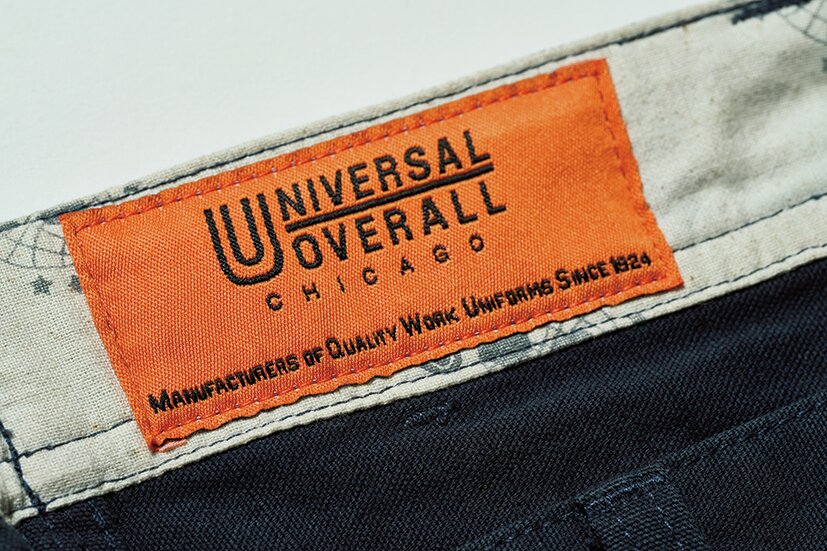 UNIVERSAL
OVERALL
CHICAGO
MANUFACTURERS OF QUALITY WORK UNIFORMS SINCE 1924